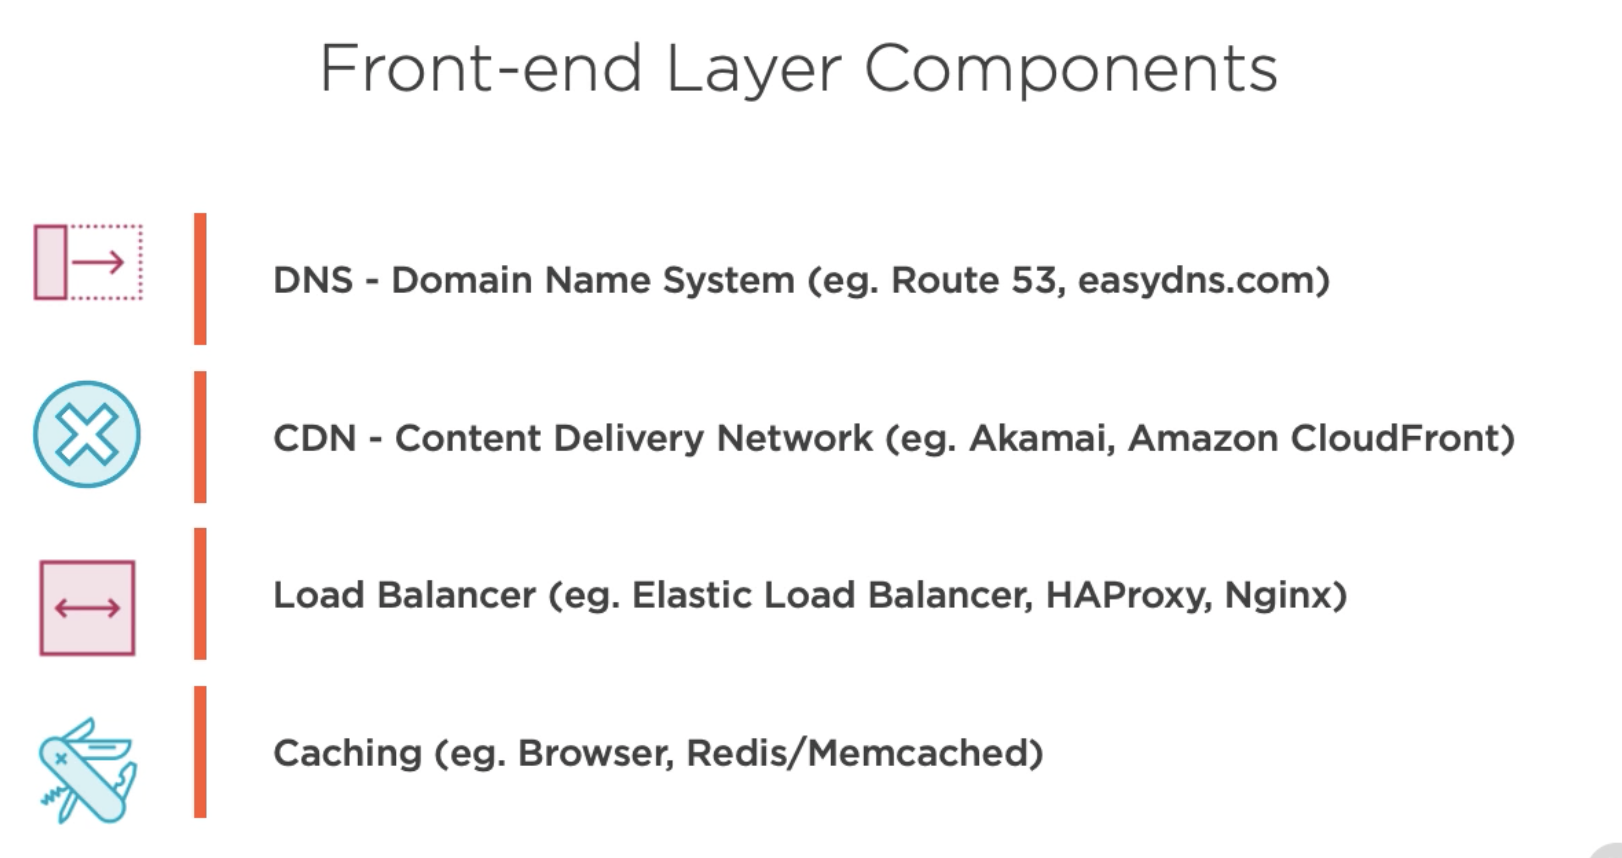 Front-end Layer Components
DNS - Domain Name System (eg. Route 53, easydns.com)
CDN - Content Delivery Network (eg. Akamai, Amazon CloudFront)
Load Balancer (eg. Elastic Load Balancer, HAProxy, Nginx)
Caching (eg. Browser, Redis/Memcached)